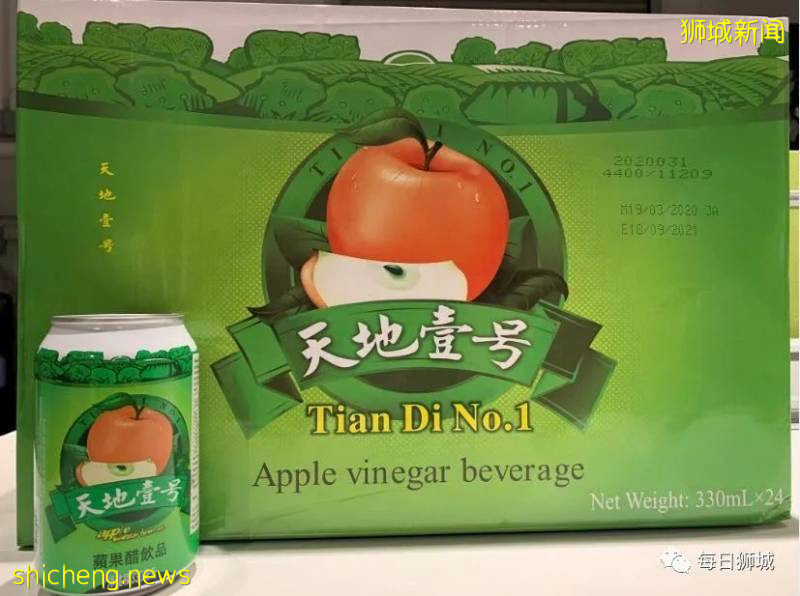 狮城新闻
TIAN DI NO.1
天地壹号
2020031
4400×11209
M19/03/2020 JA
E18/09/2021
天地壹号
Tian Di No.1
Apple vinegar beverage
Net Weight: 330mL×24
天地壹号
apple
蘋果醋飲品
shicheng.news
每日狮城